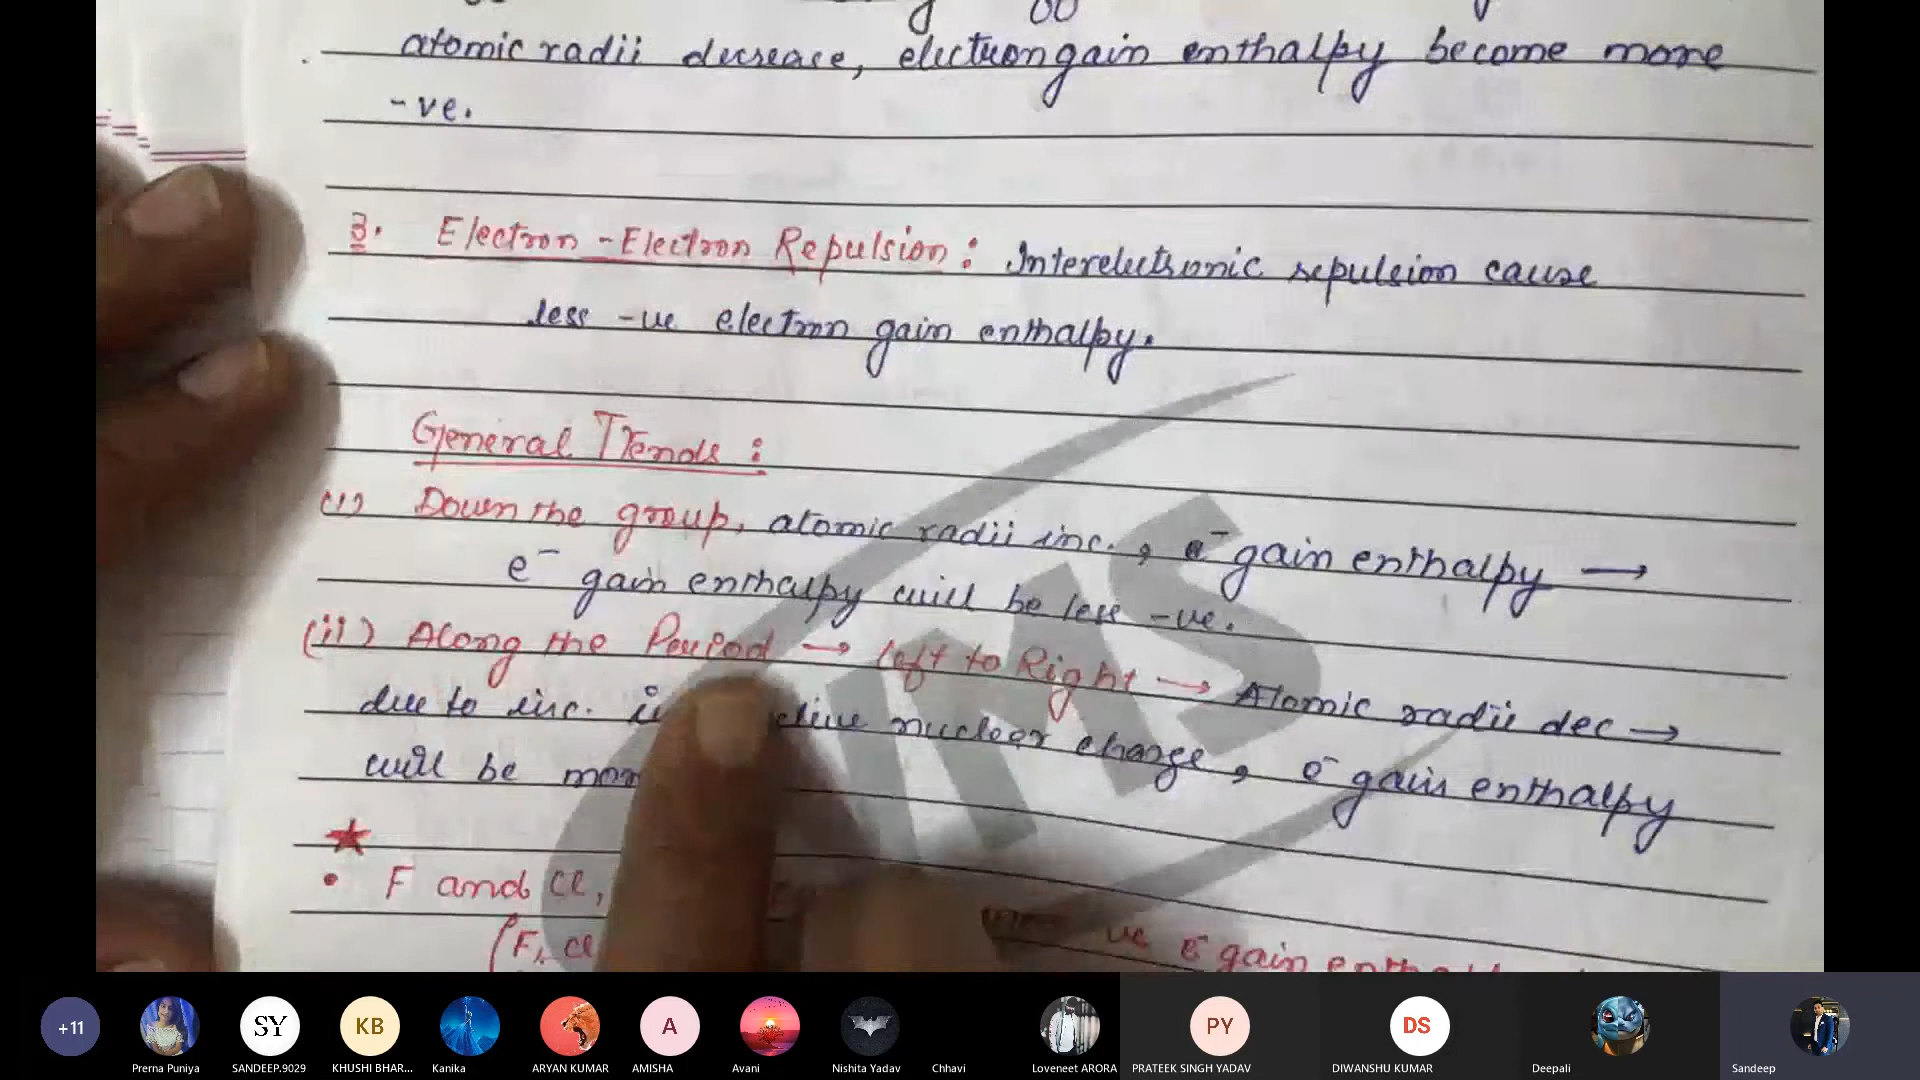 atomic radii decrease, electron gain enthalpy become more
-ve.
3. Electron-Electron Repulsion: Interelectronic repulsion cause
less -ve electron gain enthalpy.
General Trends:
(i) Down the group, atomic radii inc., e⁻ gain enthalpy →
e⁻ gain enthalpy will be less -ve.
(ii) Along the Period → left to Right → Atomic radii dec →
due to inc. nuclear charge, e⁻ gain enthalpy
will be
F and Cl,
(F, Cl
ve e⁻ gain
VMS
+11
Prerna Puniya
SY
SANDEEP.9029
KB
KHUSHI BHAR...
Kanika
ARYAN KUMAR
A
AMISHA
Avani
Nishita Yadav
Chhavi
Loveneet ARORA
PY
PRATEEK SINGH YADAV
DS
DIWANSHU KUMAR
Deepali
Sandeep